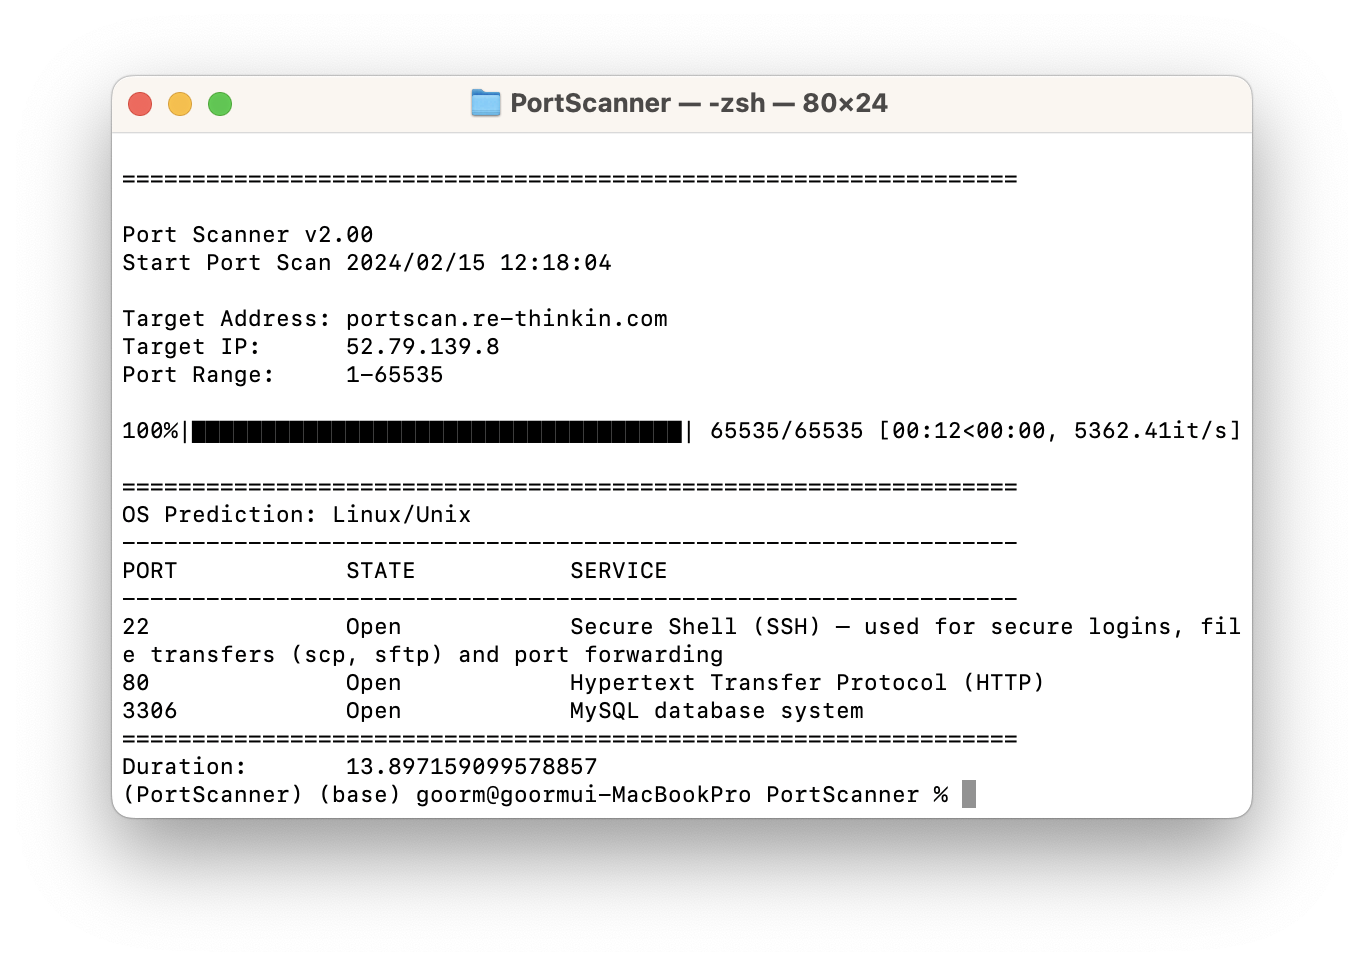 PortScanner — -zsh — 80×24
================================================================
Port Scanner v2.00
Start Port Scan 2024/02/15 12:18:04
Target Address: portscan.re-thinkin.com
Target IP:      52.79.139.8
Port Range:     1-65535
100%|███████████████████████████████████| 65535/65535 [00:12<00:00, 5362.41it/s]
================================================================
OS Prediction: Linux/Unix
----------------------------------------------------------------
PORT            STATE           SERVICE
----------------------------------------------------------------
22              Open            Secure Shell (SSH) — used for secure logins, fil
e transfers (scp, sftp) and port forwarding
80              Open            Hypertext Transfer Protocol (HTTP)
3306            Open            MySQL database system
================================================================
Duration:       13.897159099578857
(PortScanner) (base) goorm@goormui-MacBookPro PortScanner %